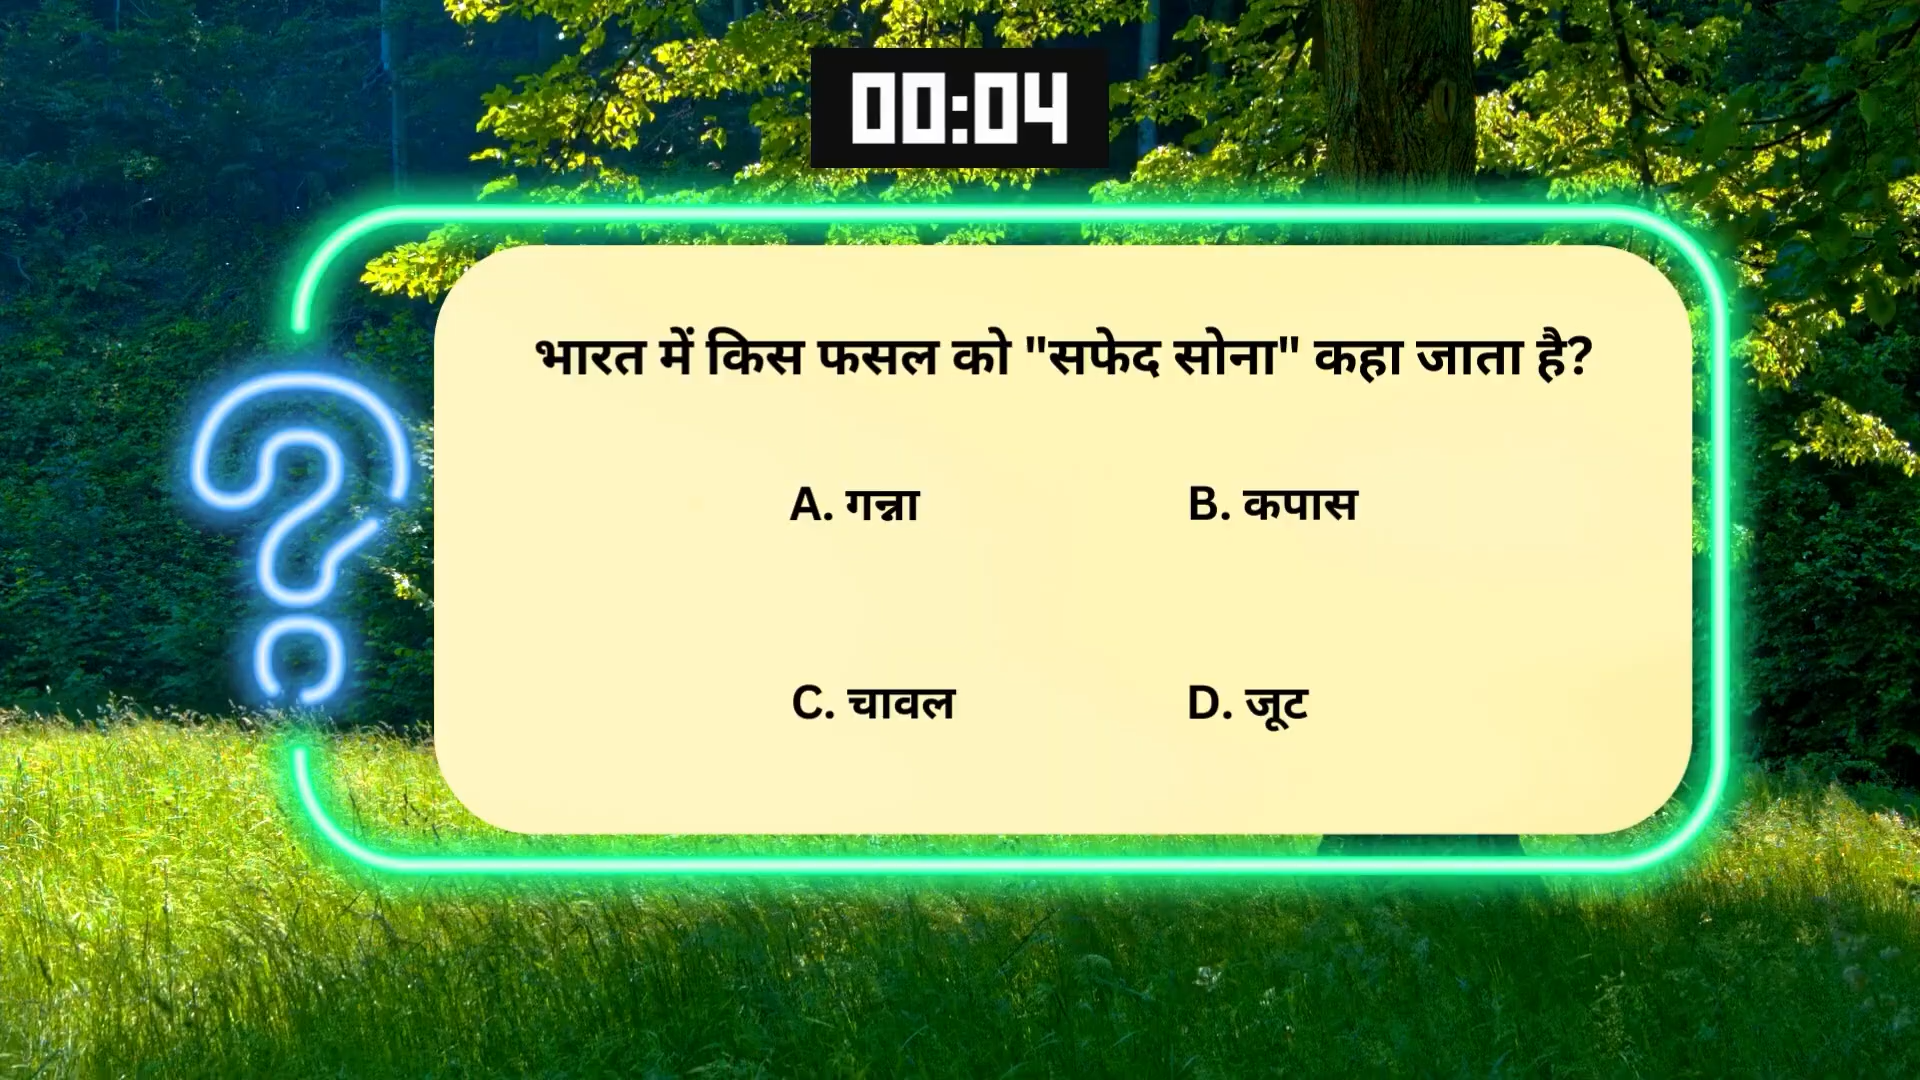 00:04
भारत में किस फसल को "सफेद सोना" कहा जाता है?
A. गन्ना
B. कपास
C. चावल
D. जूट